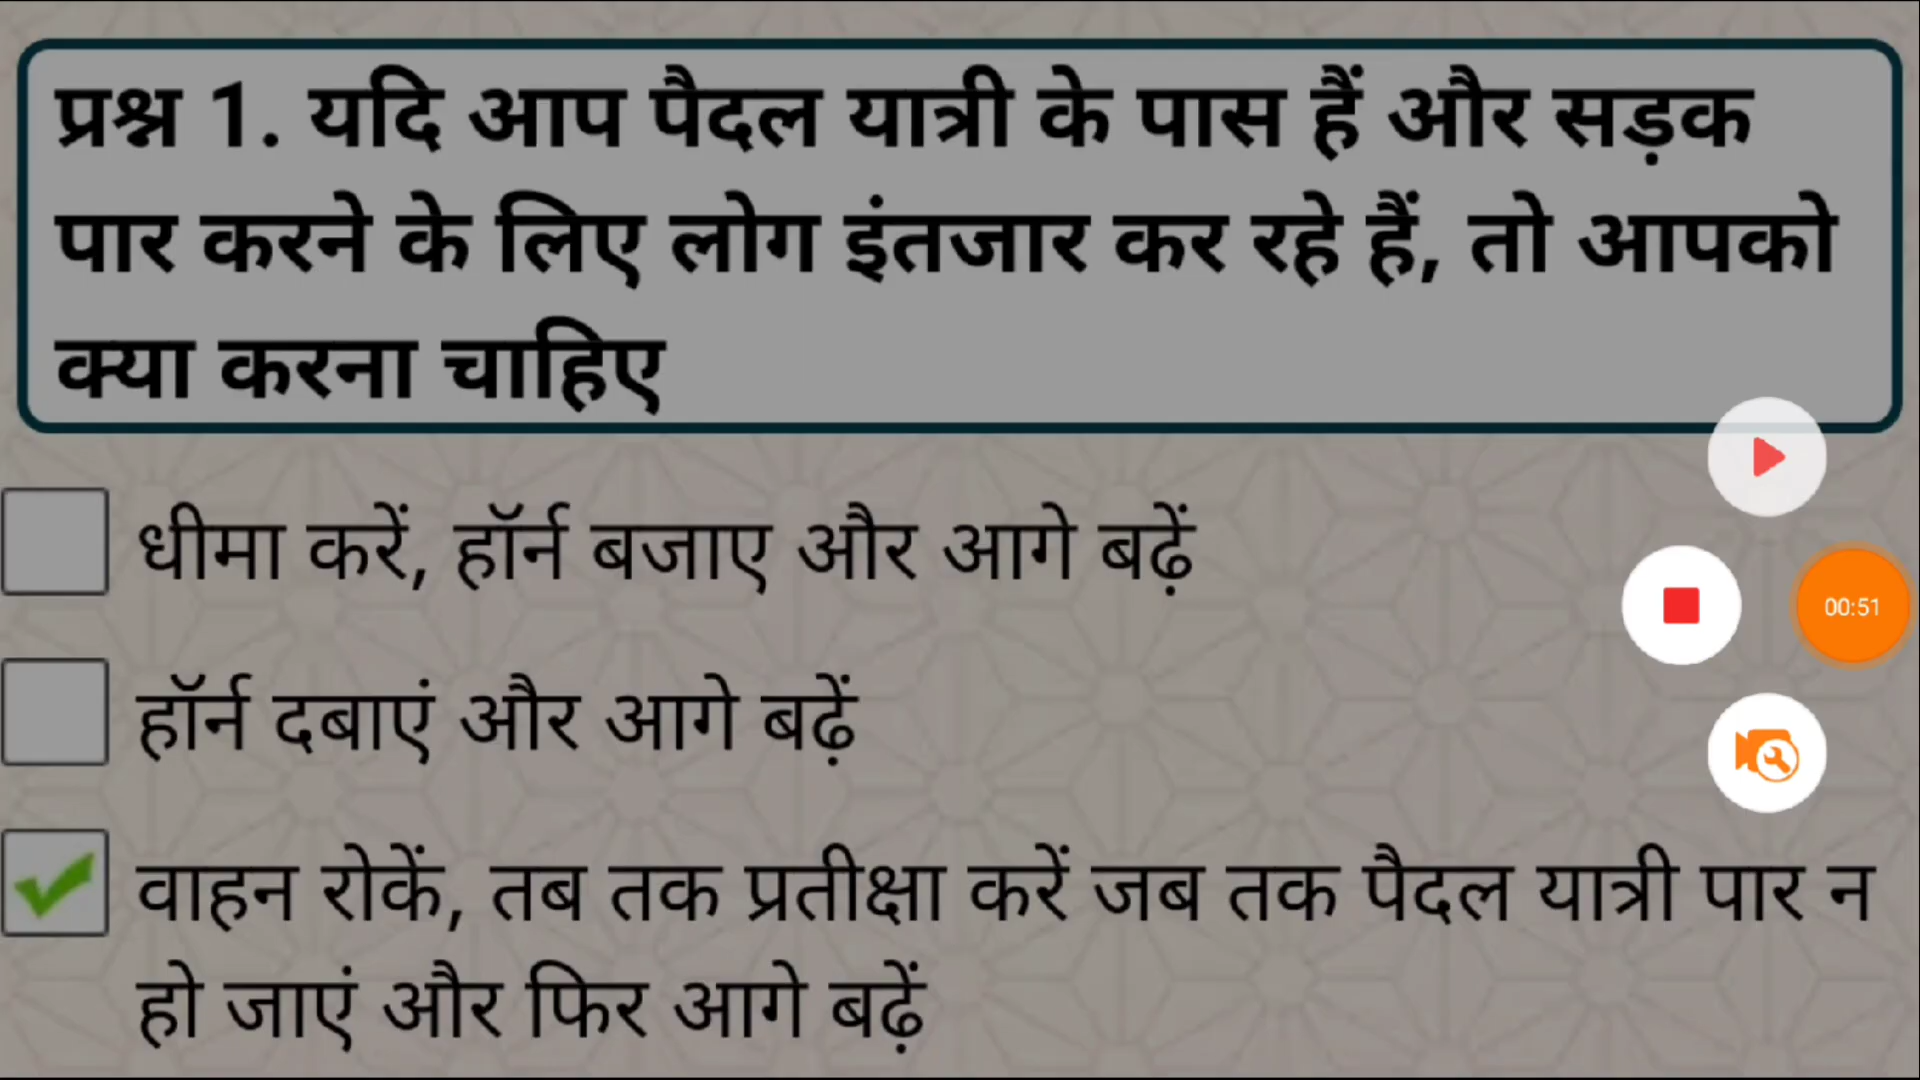 प्रश्न 1. यदि आप पैदल यात्री के पास हैं और सड़क
पार करने के लिए लोग इंतजार कर रहे हैं, तो आपको
क्या करना चाहिए
धीमा करें, हॉर्न बजाए और आगे बढ़ें
00:51
हॉर्न दबाएं और आगे बढ़ें
वाहन रोकें, तब तक प्रतीक्षा करें जब तक पैदल यात्री पार न
हो जाएं और फिर आगे बढ़ें